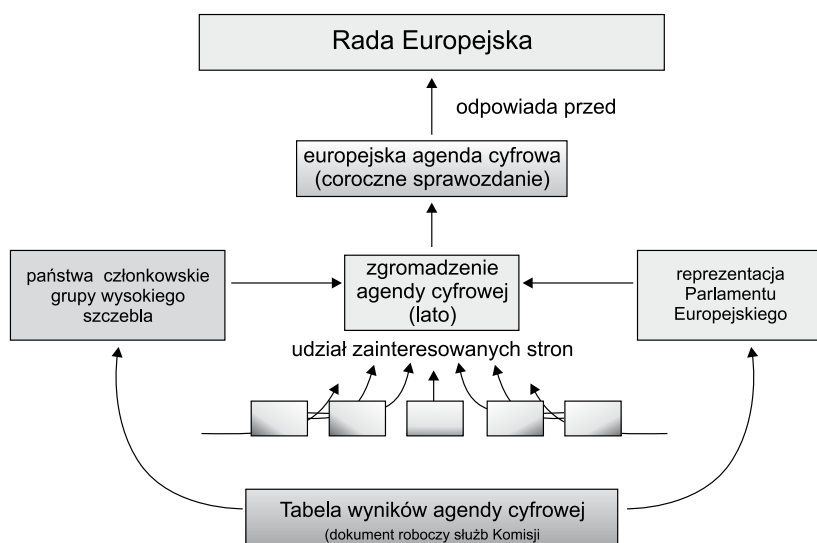 Rada Europejska
odpowiada przed
europejska agenda cyfrowa
(coroczne sprawozdanie)
państwa członkowskie
grupy wysokiego
szczebla
zgromadzenie
agendy cyfrowej
(lato)
reprezentacja
Parlamentu
Europejskiego
udział zainteresowanych stron
Tabela wyników agendy cyfrowej
(dokument roboczy służb Komisji